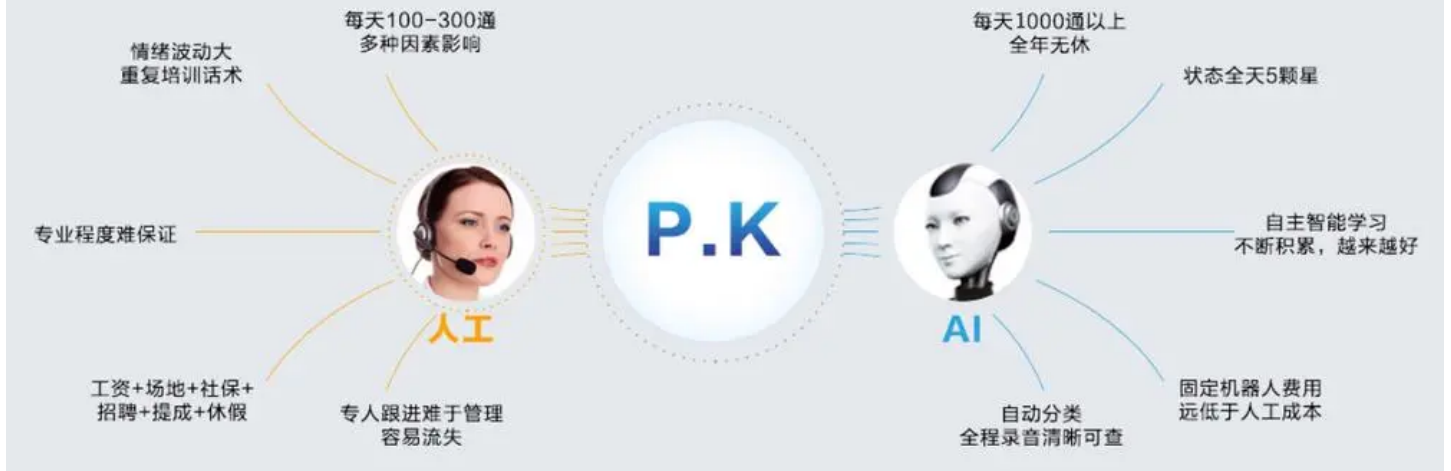 每天100-300通
多种因素影响
情绪波动大
重复培训话术
专业程度难保证
工资+场地+社保+
招聘+提成+休假
专人跟进难于管理
容易流失
人工
P.K
每天1000通以上
全年无休
状态全天5颗星
自主智能学习
不断积累，越来越好
固定机器人费用
远低于人工成本
自动分类
全程录音清晰可查
AI